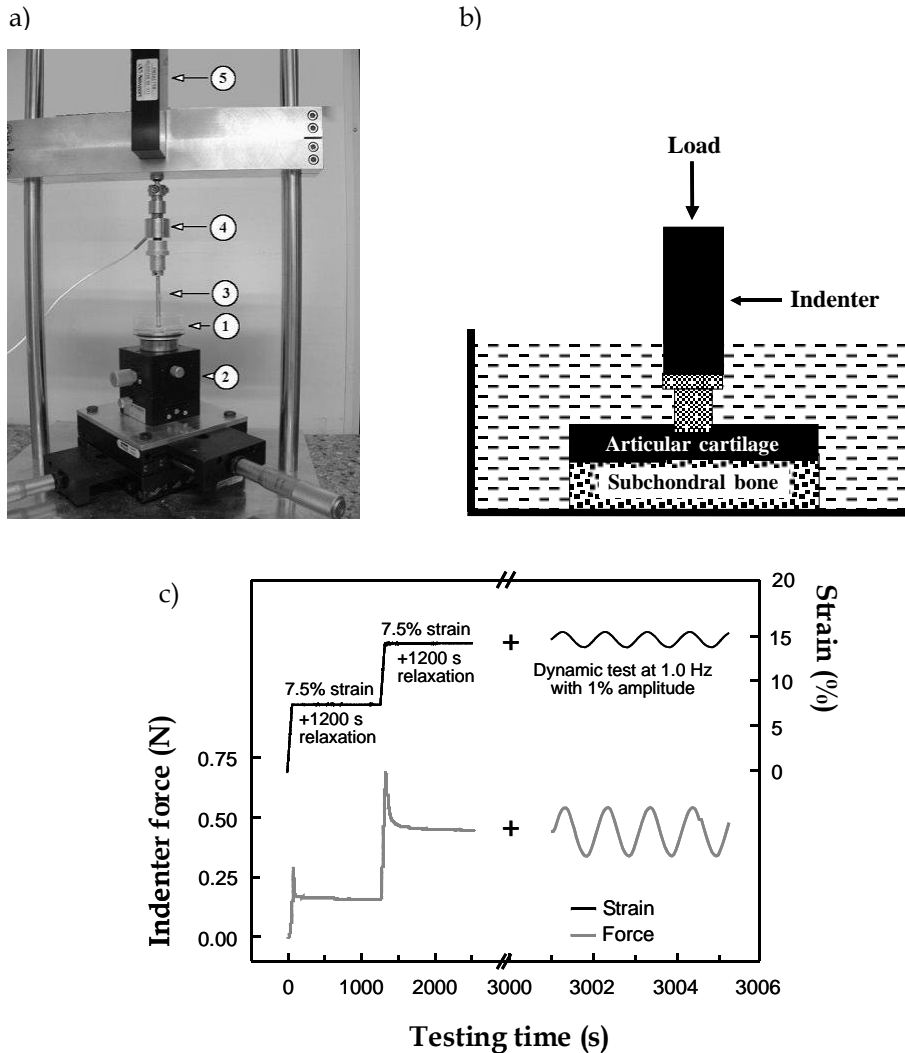 a)
5
4
3
1
2
b)
Load
Indenter
Articular cartilage
Subchondral bone
c)
20
15
10
5
0
Strain (%)
7.5% strain
+1200 s
relaxation
7.5% strain
+1200 s
relaxation
+
Dynamic test at 1.0 Hz
with 1% amplitude
Indenter force (N)
0.75
0.50
0.25
0.00
+
Strain
Force
0
1000
2000
3000
3002
3004
3006
Testing time (s)